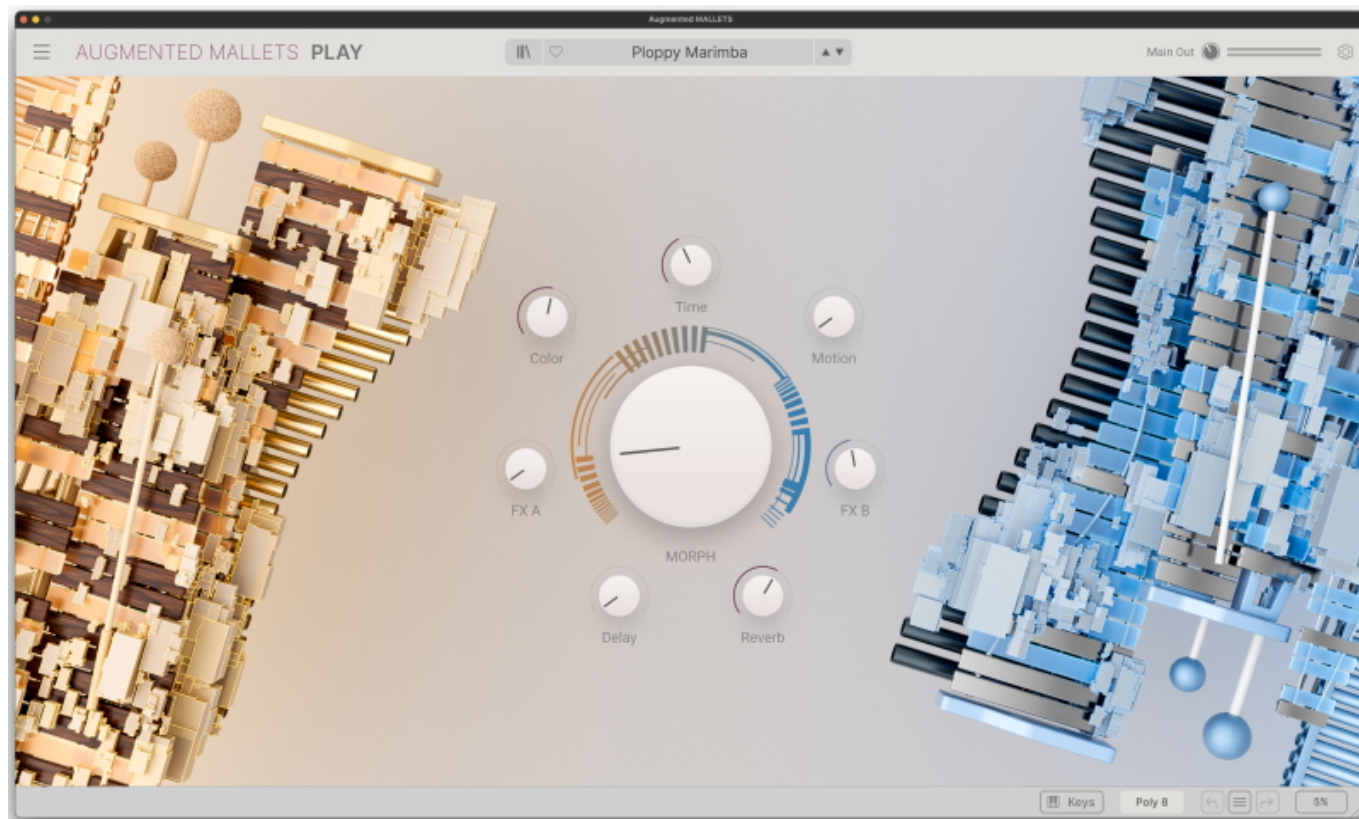 Augmented MALLETS
AUGMENTED MALLETS PLAY
Ploppy Marimba
Main Out
Time
Color
Motion
FX A
FX B
MORPH
Delay
Reverb
Keys
Poly 8
5%